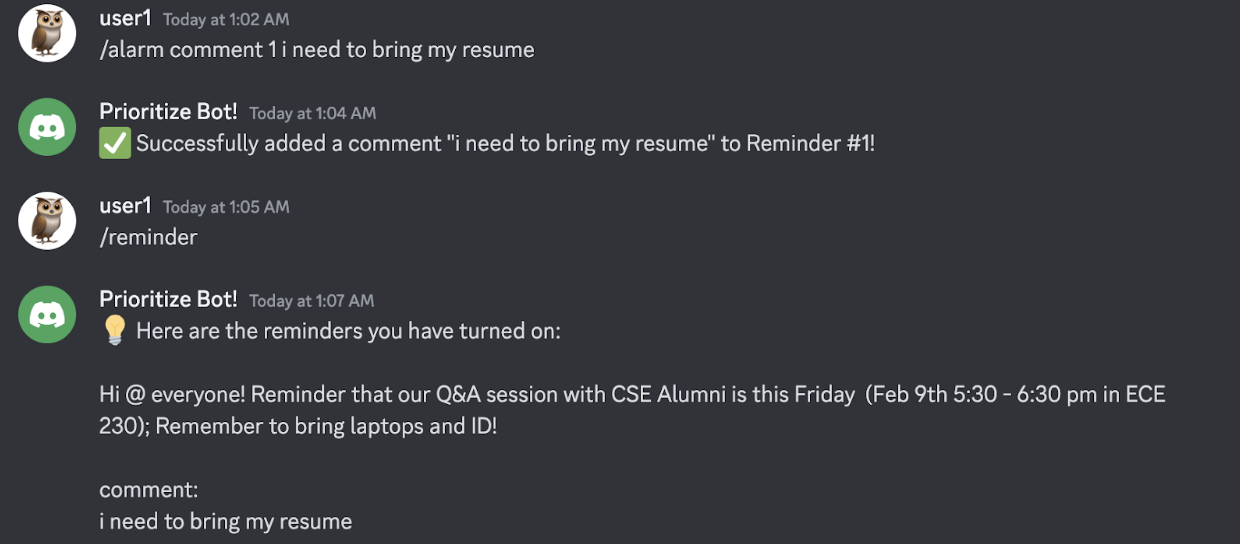 user1 Today at 1:02 AM
/alarm comment 1 i need to bring my resume
Prioritize Bot! Today at 1:04 AM
✅ Successfully added a comment "i need to bring my resume" to Reminder #1!
user1 Today at 1:05 AM
/reminder
Prioritize Bot! Today at 1:07 AM
💡 Here are the reminders you have turned on:
Hi @ everyone! Reminder that our Q&A session with CSE Alumni is this Friday (Feb 9th 5:30 - 6:30 pm in ECE
230); Remember to bring laptops and ID!
comment:
i need to bring my resume